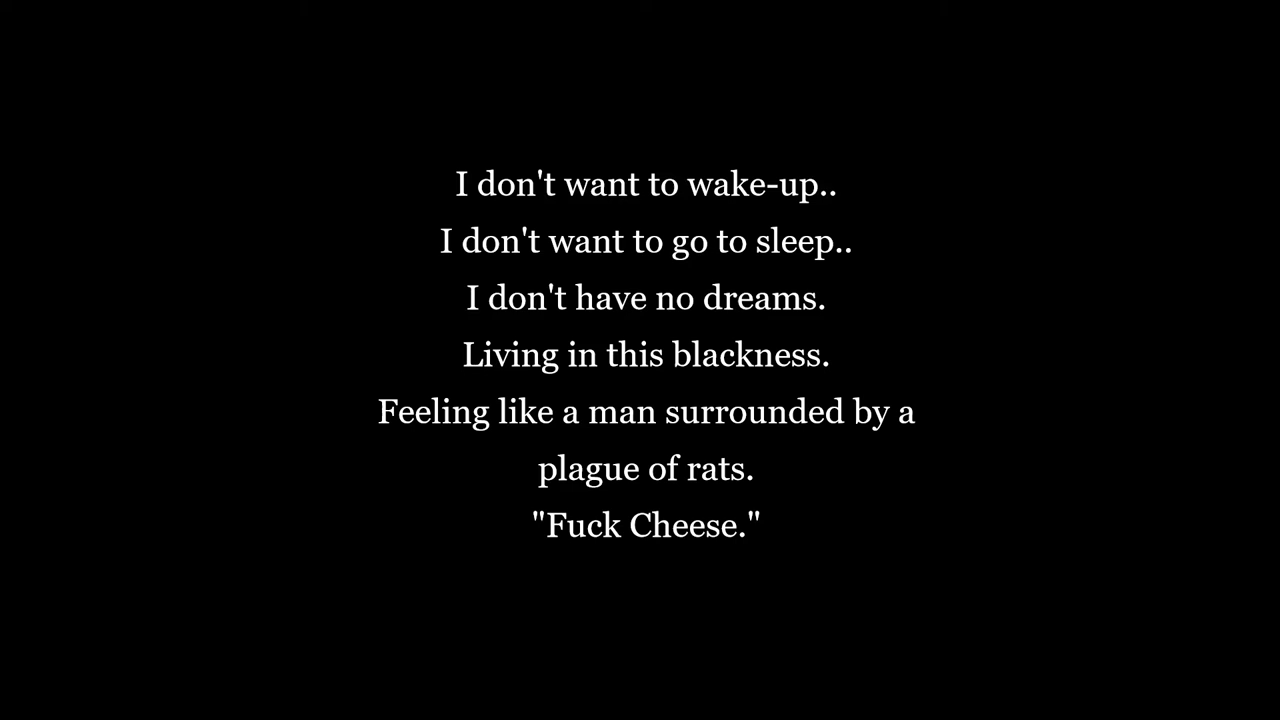 I don't want to wake-up..
I don't want to go to sleep..
I don't have no dreams.
Living in this blackness.
Feeling like a man surrounded by a
plague of rats.
"Fuck Cheese."